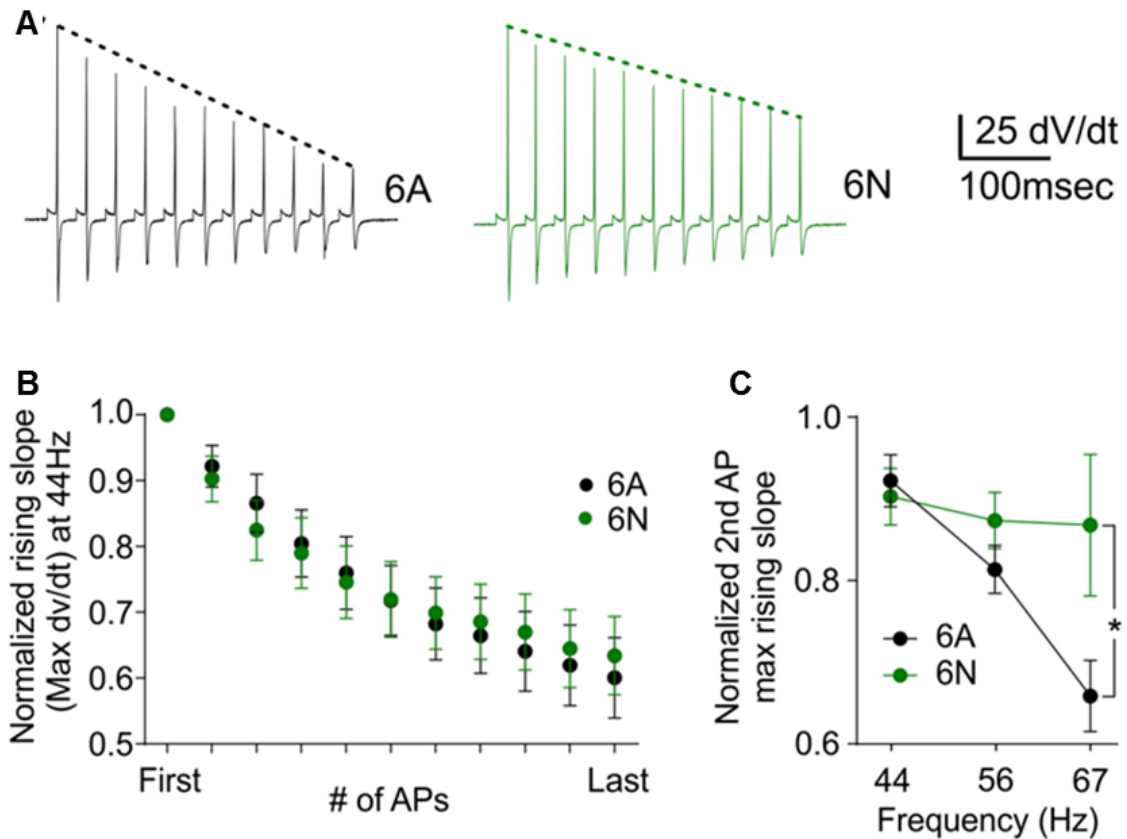 A
6A
6N
25 dV/dt
100msec
B
Normalized rising slope
(Max dv/dt) at 44Hz
1.0
0.9
0.8
0.7
0.6
0.5
6A
6N
First
Last
# of APs
C
Normalized 2nd AP
max rising slope
1.0
0.8
0.6
6A
6N
*
44 56 67
Frequency (Hz)